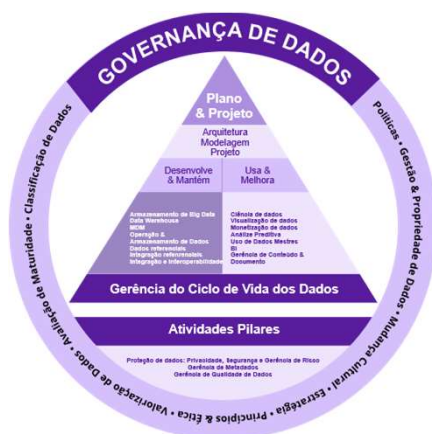 GOVERNANÇA DE DADOS
Plano
& Projeto
Arquitetura
Modelagem
Projeto
Desenvolve
& Mantém
Usa &
Melhora
Armazenamento de Big Data
Data Warehouse
MDM
Operação &
Armazenamento de Dados
Dados referenciais
Integração e Interoperabilidade
Ciência de dados
Visualização de dados
Monetização de dados
Análize Preditiva
Uso de Dados Mestres
BI
Gerência de Conteúdo &
Documento
Gerência do Ciclo de Vida dos Dados
Atividades Pilares
Proteção de dados: Privacidade, Segurança e Gerência de Risco
Gerência de Metadados
Gerência de Qualidade de Dados
Políticas • Gestão & Propriedade de Dados • Mudança Cultural • Estratégia • Princípios & Ética • Valorização de Dados • Avaliação de Maturidade • Classificação de Dados